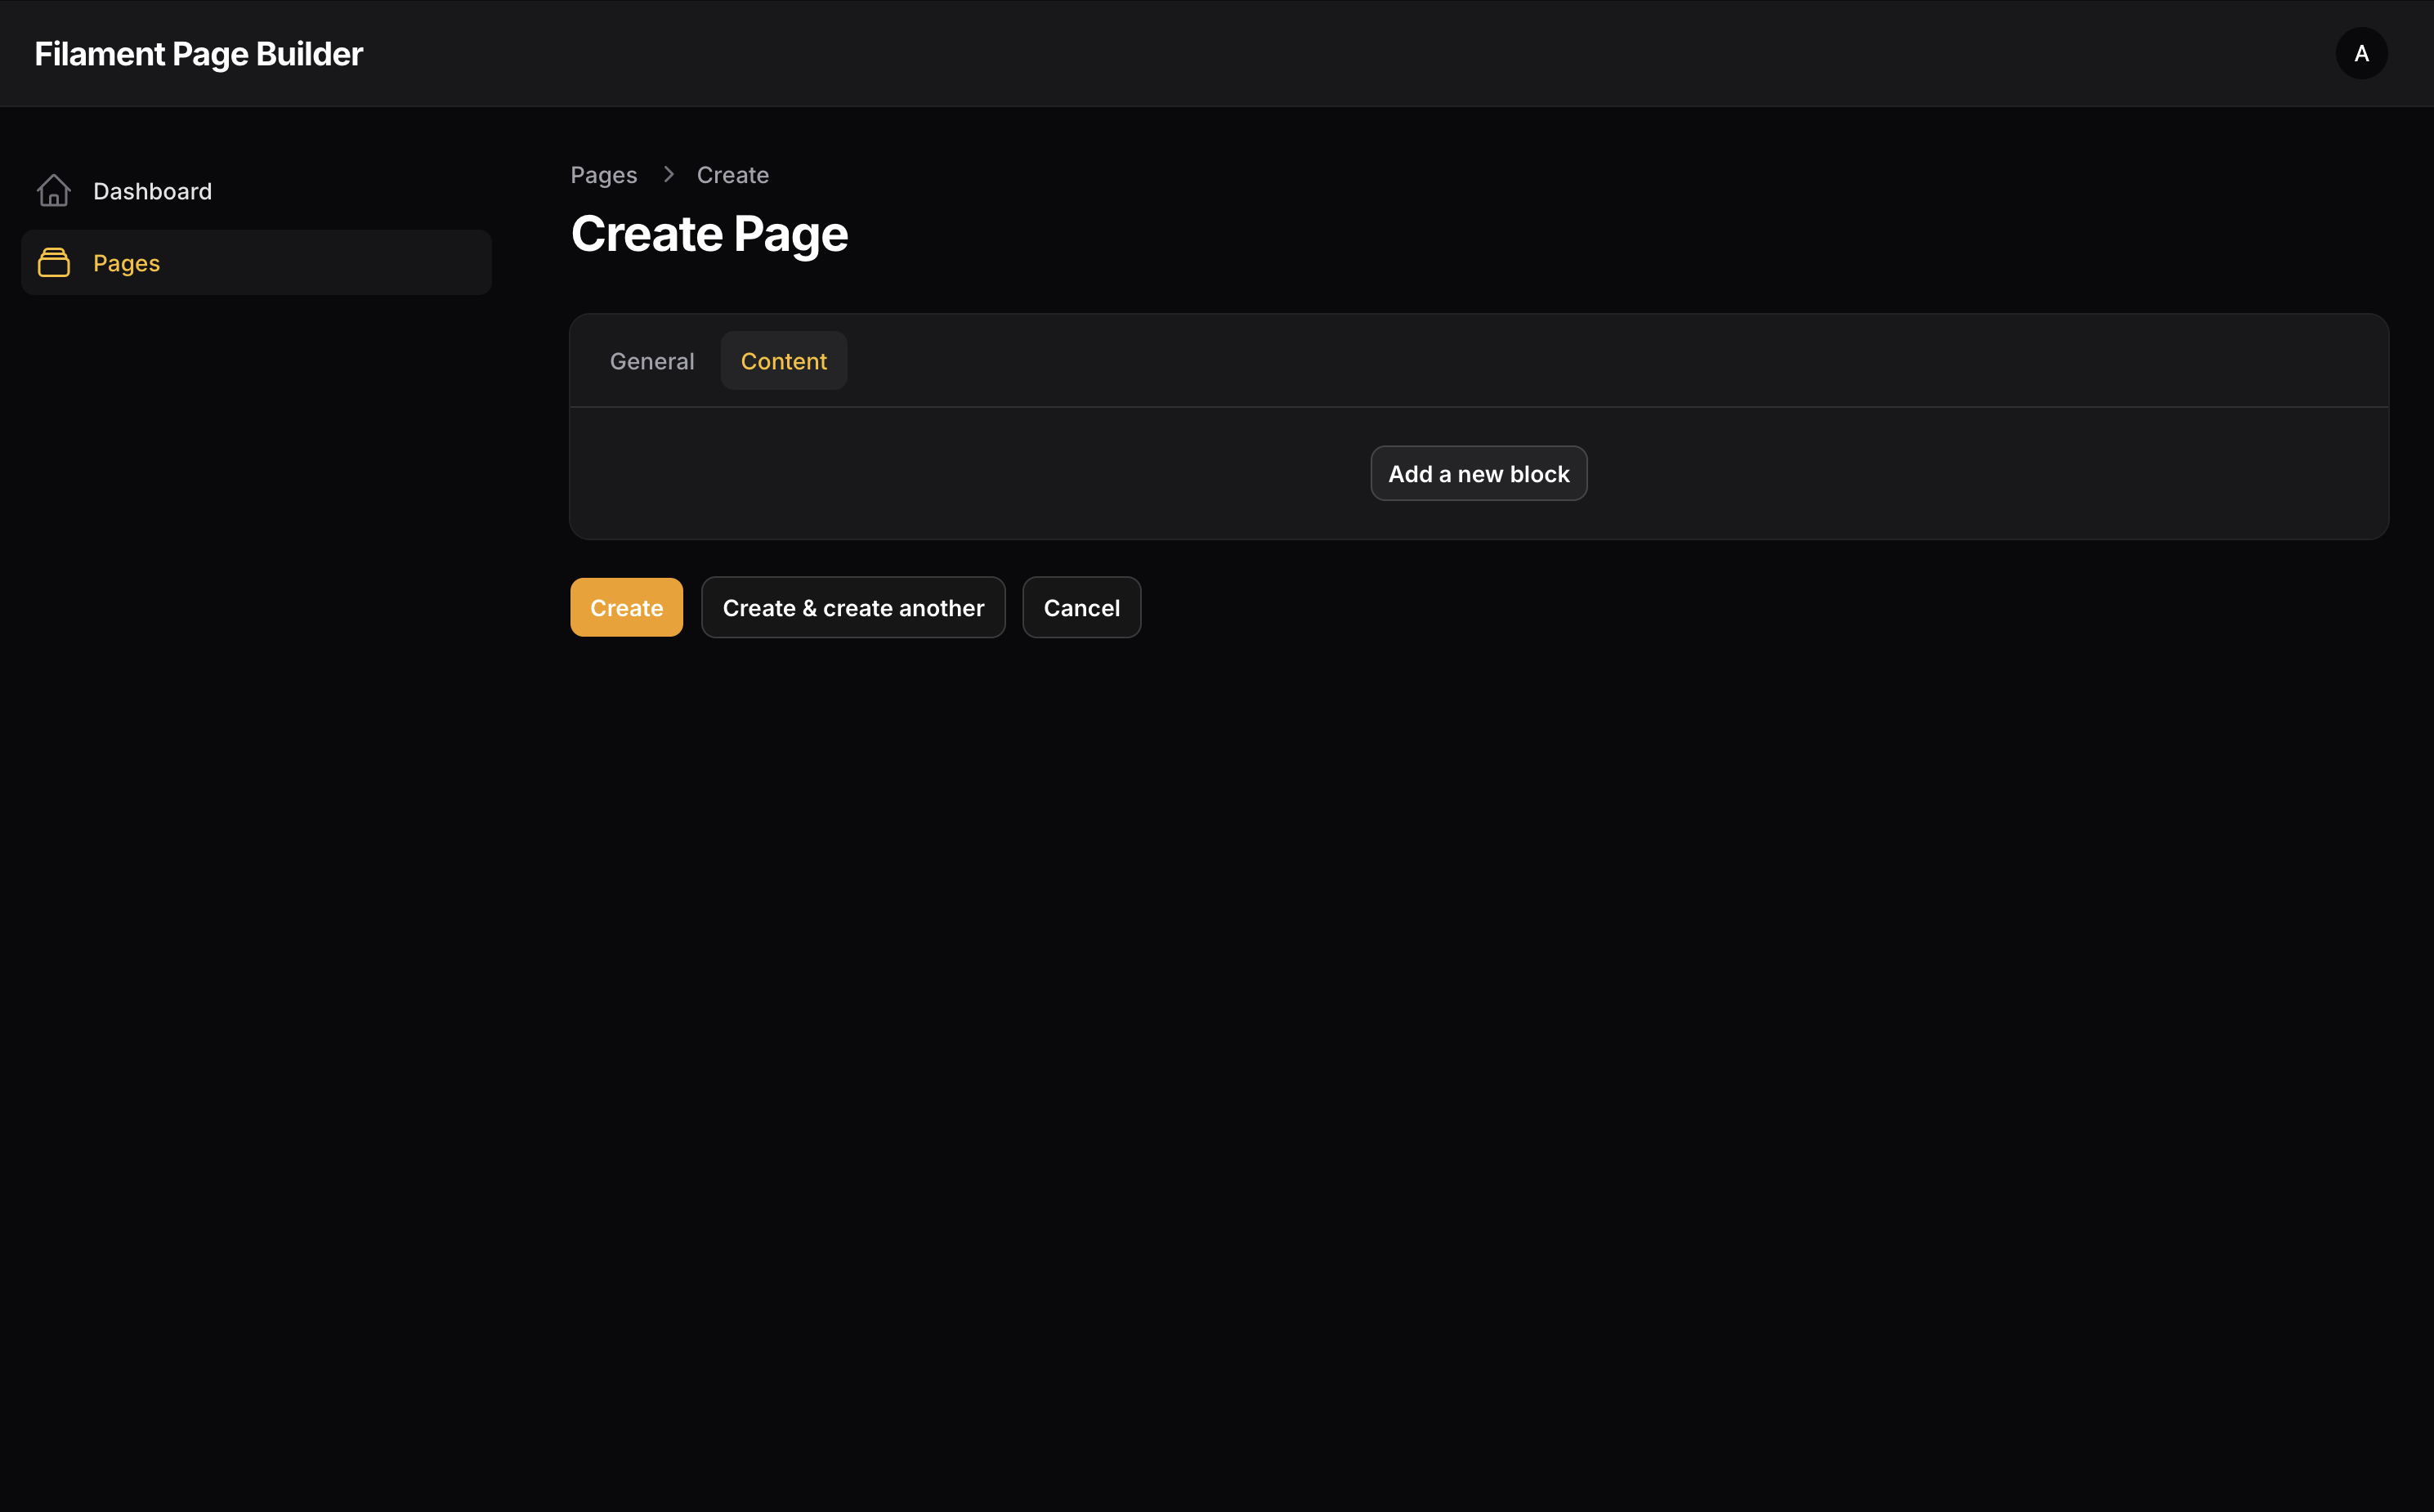 Filament Page Builder
A
Dashboard
Pages
Pages > Create
Create Page
General Content
Add a new block
Create Create & create another Cancel